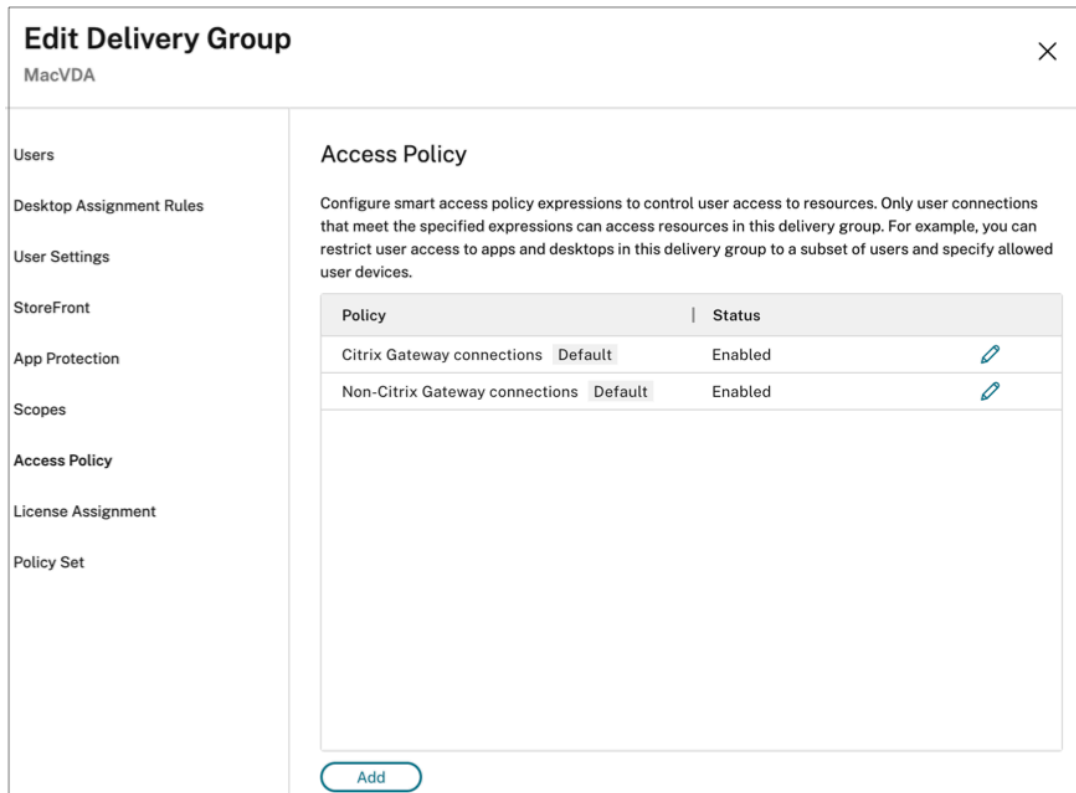 Edit Delivery Group
MacVDA
Users
Desktop Assignment Rules
User Settings
StoreFront
App Protection
Scopes
Access Policy
License Assignment
Policy Set
Access Policy
Configure smart access policy expressions to control user access to resources. Only user connections
that meet the specified expressions can access resources in this delivery group. For example, you can
restrict user access to apps and desktops in this delivery group to a subset of users and specify allowed
user devices.
Policy Status
Citrix Gateway connections Default Enabled
Non-Citrix Gateway connections Default Enabled
Add